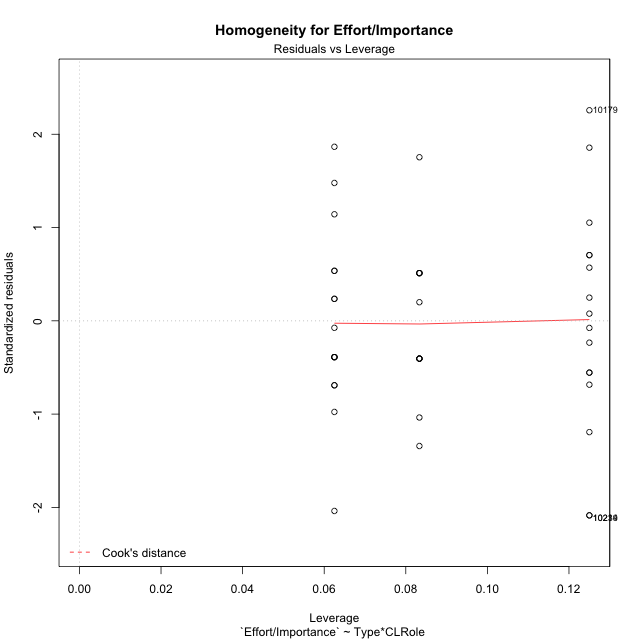 Homogeneity for Effort/Importance
Residuals vs Leverage
10179
2
1
0
-1
-2
Standardized residuals
Cook's distance
0.00 0.02 0.04 0.06 0.08 0.10 0.12
Leverage
`Effort/Importance` ~ Type*CLRole